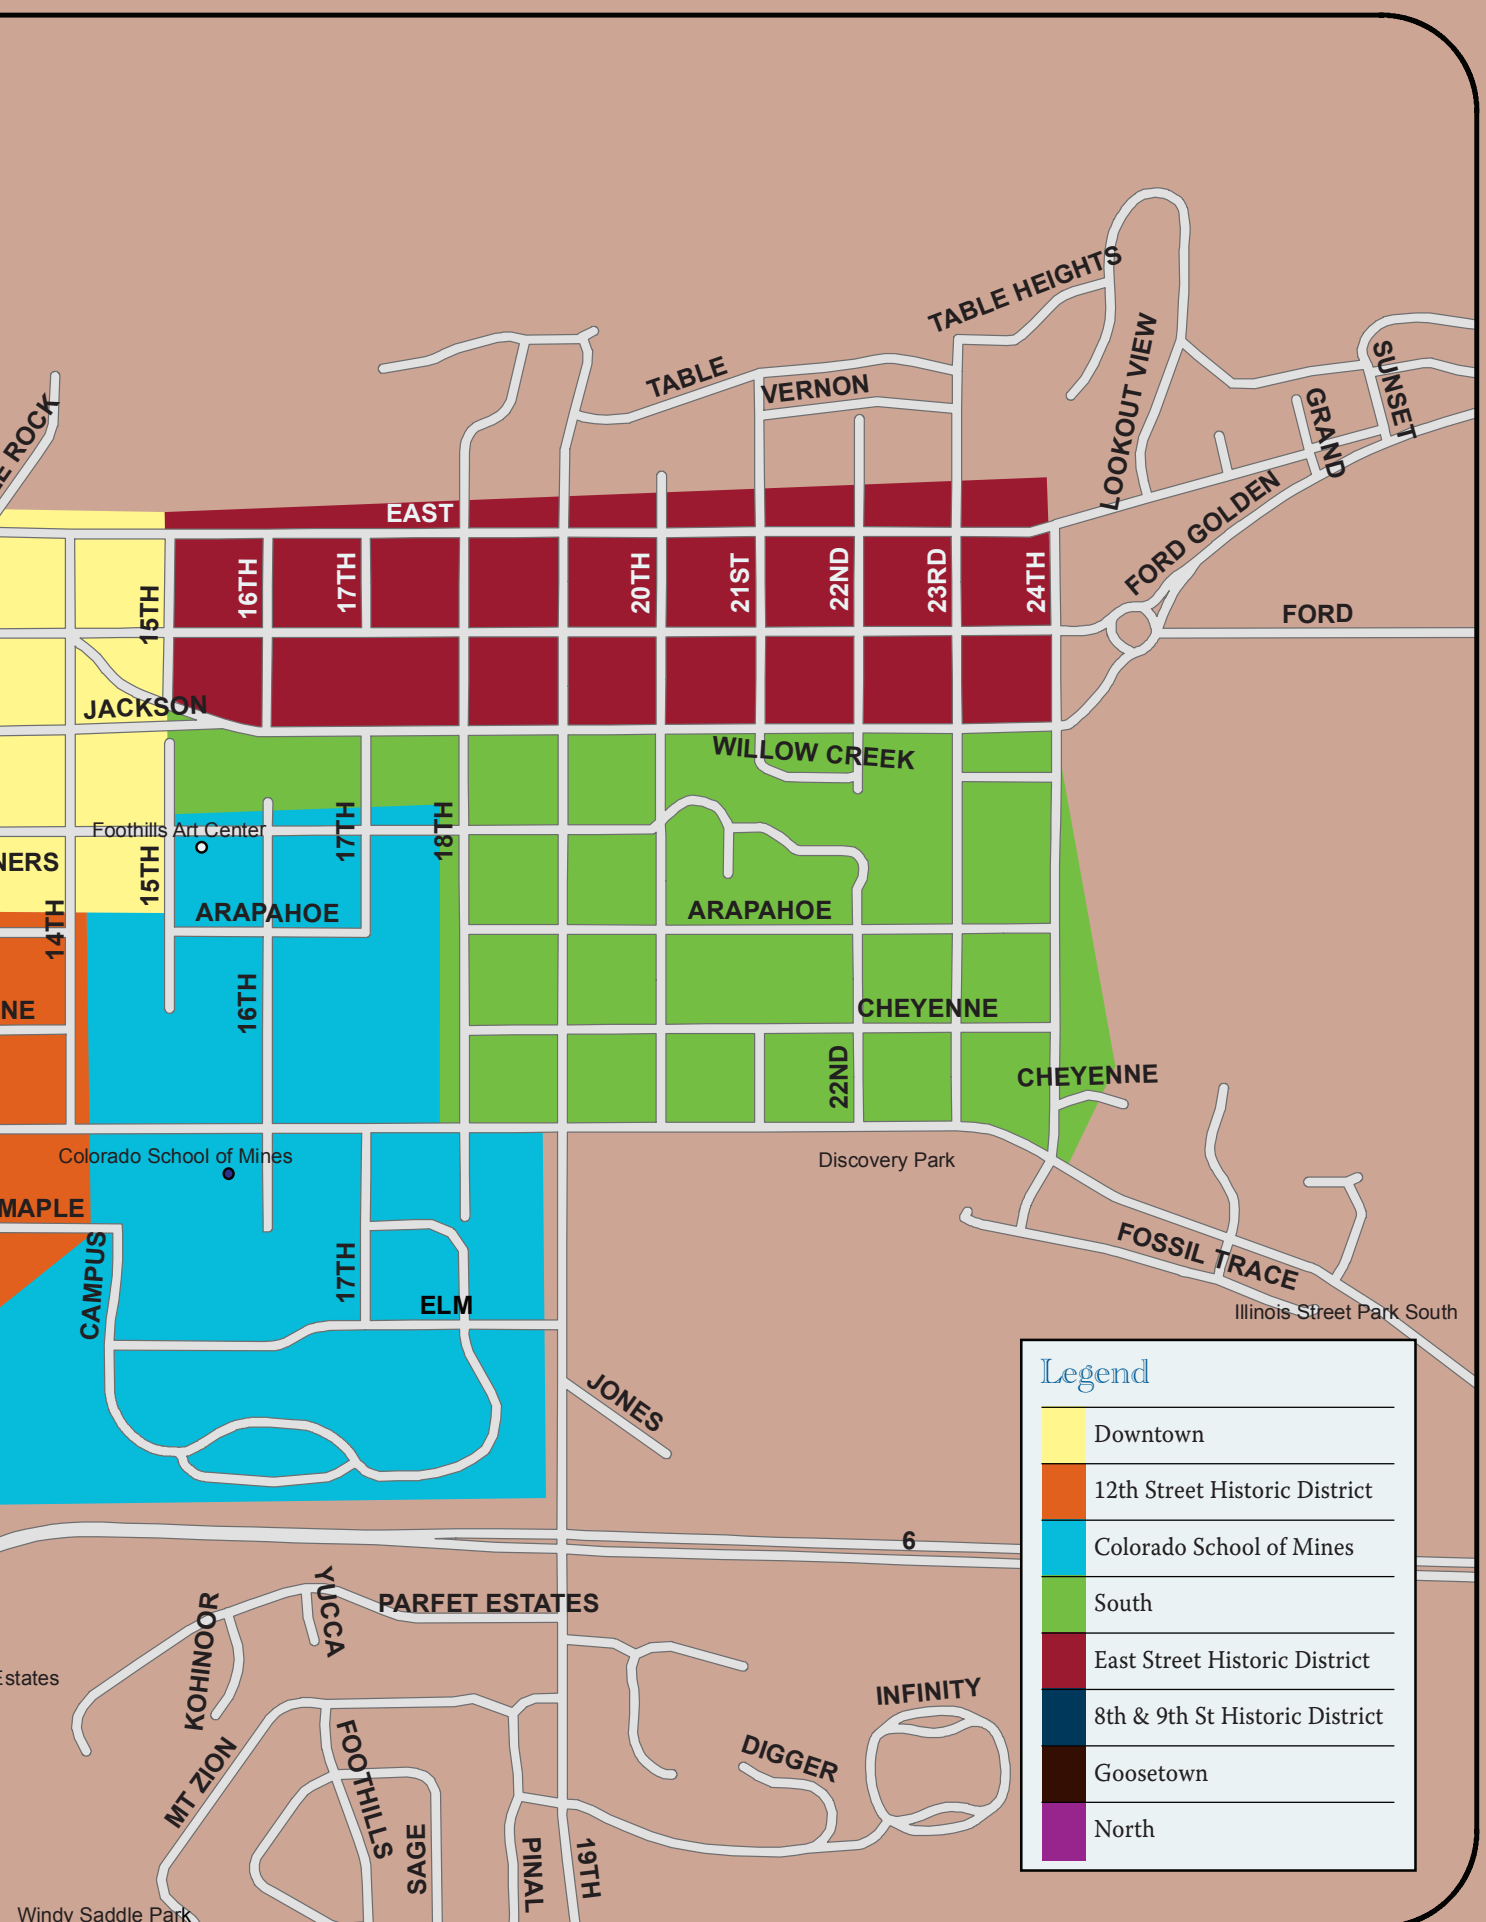 TABLE HEIGHTS
LOOKOUT VIEW
SUNSET
GRAND
TABLE
VERNON
ROCK
EAST
FORD GOLDEN
15TH
16TH
17TH
20TH
21ST
22ND
23RD
24TH
FORD
JACKSON
WILLOW CREEK
Foothills Art Center
17TH
18TH
NERS
15TH
14TH
ARAPAHOE
ARAPAHOE
NE
16TH
CHEYENNE
22ND
CHEYENNE
Colorado School of Mines
Discovery Park
MAPLE
CAMPUS
17TH
FOSSIL TRACE
ELM
Illinois Street Park South
JONES
Legend
Downtown
12th Street Historic District
Colorado School of Mines
South
East Street Historic District
8th & 9th St Historic District
Goosetown
North
6
YUCCA
PARFET ESTATES
KOHINOOR
Estates
INFINITY
MT ZION
FOOTHILLS
DIGGER
SAGE
PINAL
19TH
Windy Saddle Park